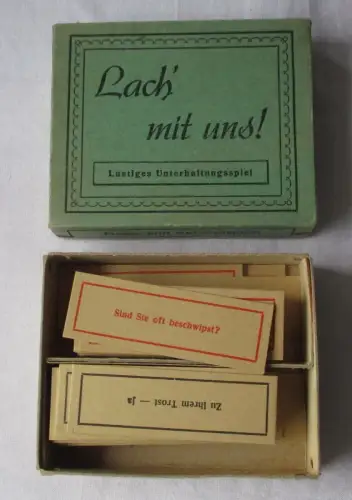 Lach'
mit uns!
Lustiges Unterhaltungsspiel
Sind Sie oft beschwipst?
Zu Ihrem Trost — ja